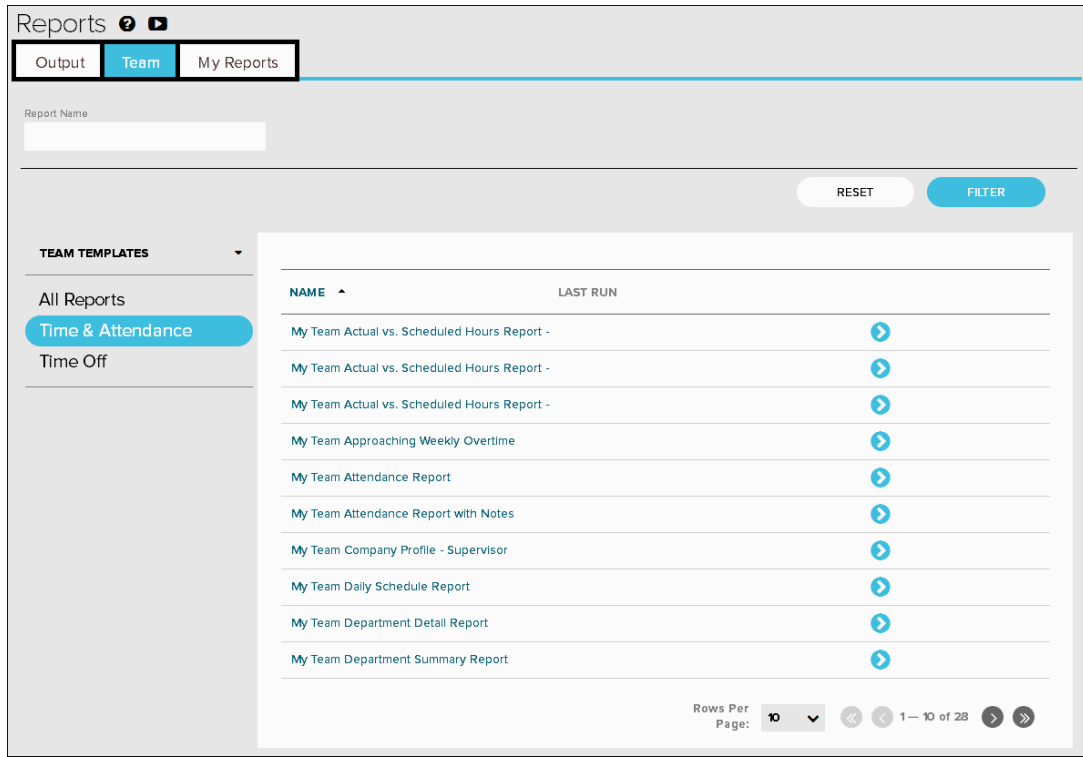 Reports
Output Team My Reports
Report Name
RESET FILTER
TEAM TEMPLATES
All Reports
Time & Attendance
Time Off
NAME LAST RUN
My Team Actual vs. Scheduled Hours Report -
My Team Actual vs. Scheduled Hours Report -
My Team Actual vs. Scheduled Hours Report -
My Team Approaching Weekly Overtime
My Team Attendance Report
My Team Attendance Report with Notes
My Team Company Profile - Supervisor
My Team Daily Schedule Report
My Team Department Detail Report
My Team Department Summary Report
Rows Per
Page: 10 1 — 10 of 28